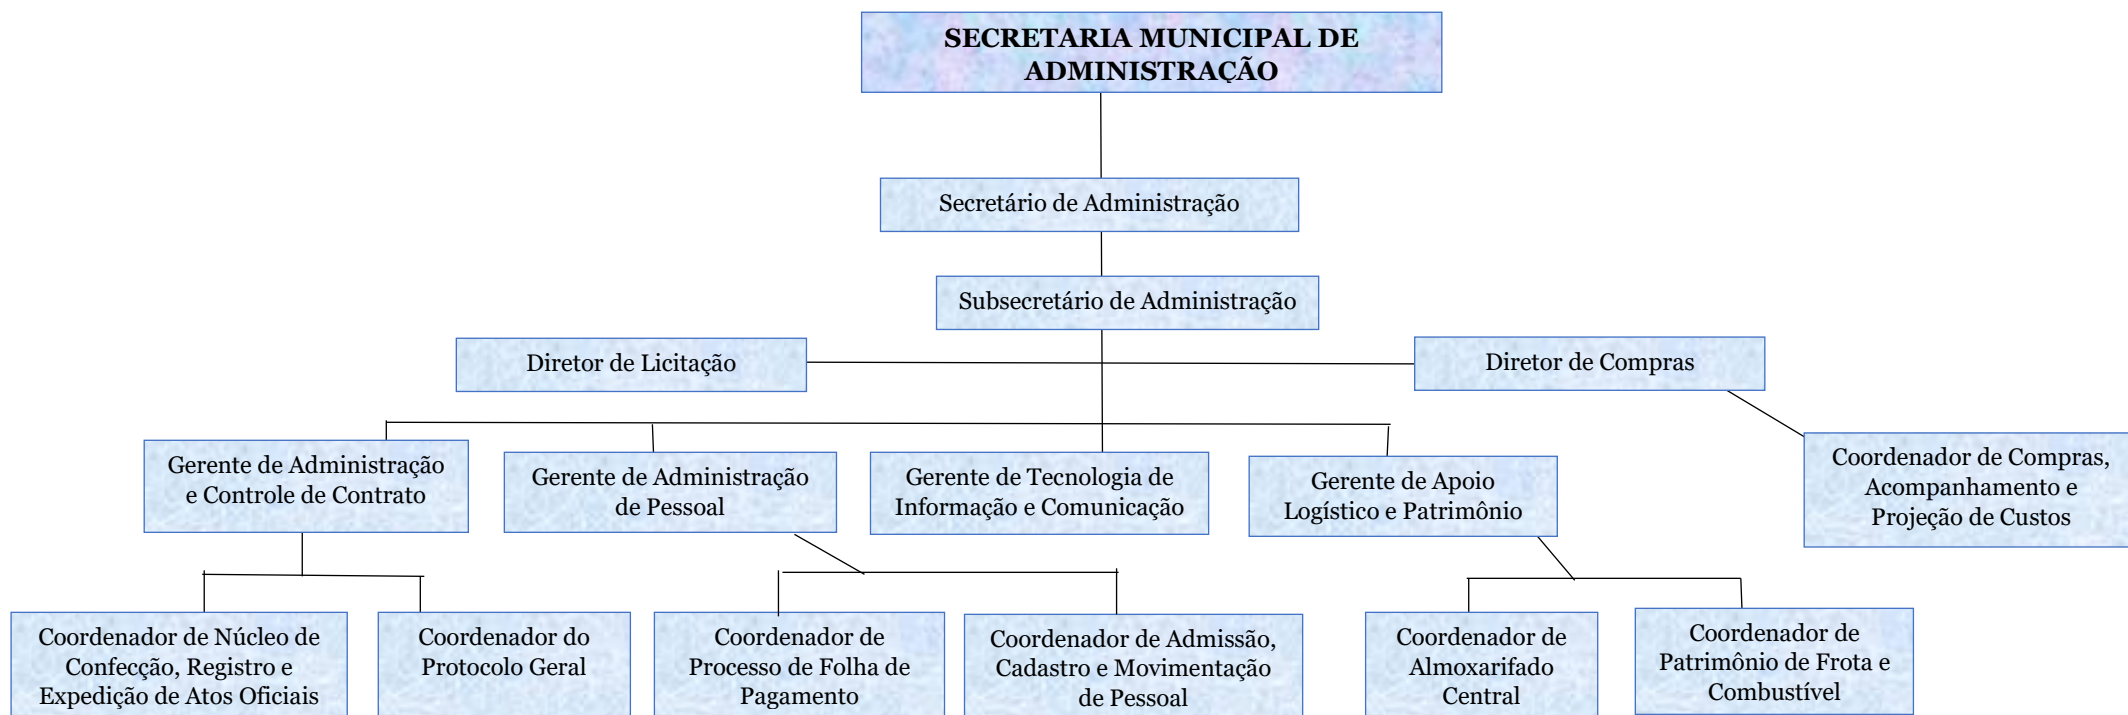 SECRETARIA MUNICIPAL DE
ADMINISTRAÇÃO
Secretário de Administração
Subsecretário de Administração
Diretor de Licitação
Diretor de Compras
Gerente de Administração
e Controle de Contrato
Gerente de Administração
de Pessoal
Gerente de Tecnologia de
Informação e Comunicação
Gerente de Apoio
Logístico e Patrimônio
Coordenador de Compras,
Acompanhamento e
Projeção de Custos
Coordenador de Núcleo de
Confecção, Registro e
Expedição de Atos Oficiais
Coordenador do
Protocolo Geral
Coordenador de
Processo de Folha de
Pagamento
Coordenador de Admissão,
Cadastro e Movimentação
de Pessoal
Coordenador de
Almoxarifado
Central
Coordenador de
Patrimônio de Frota e
Combustível